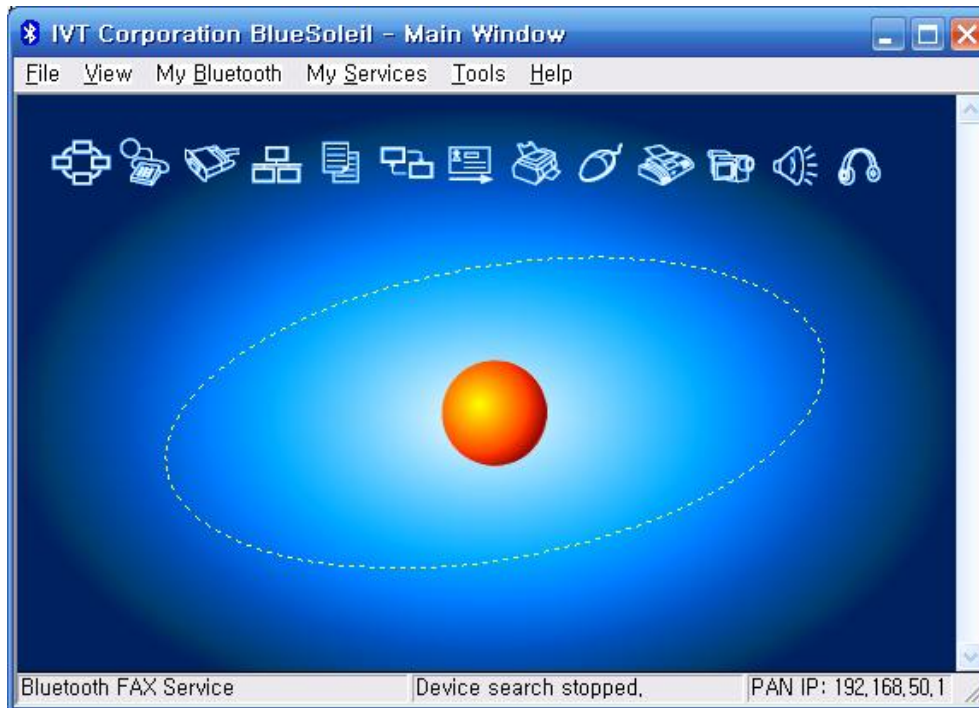 IVT Corporation BlueSoleil - Main Window
File View My Bluetooth My Services Tools Help
Bluetooth FAX Service Device search stopped, PAN IP: 192,168,50,1